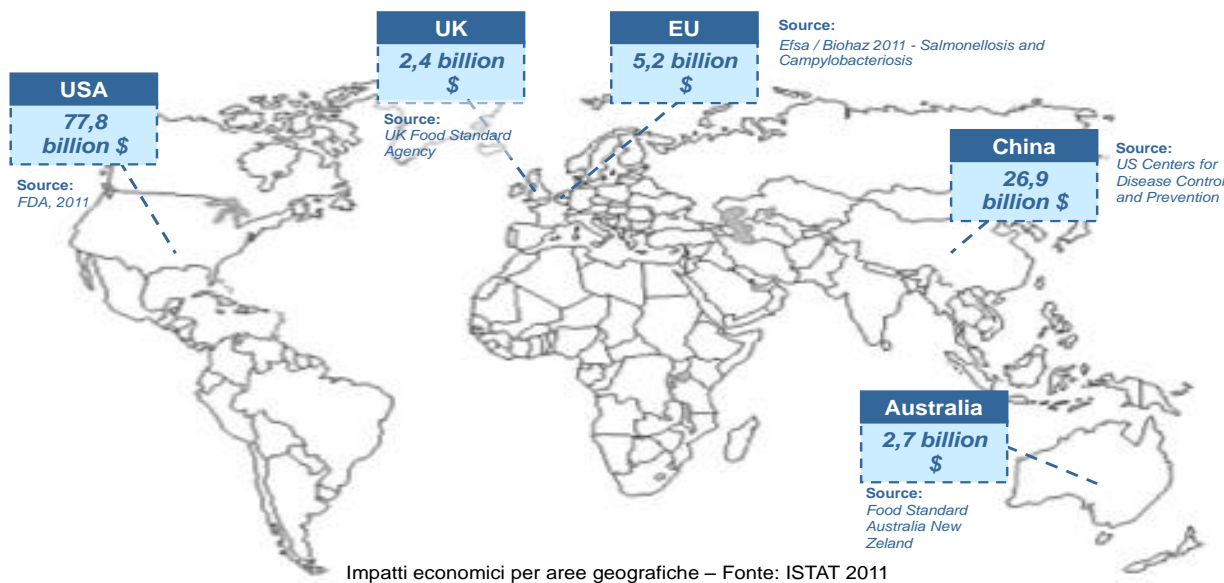 UK
2,4 billion
$
Source:
UK Food Standard
Agency
EU
5,2 billion
$
Source:
Efsa / Biohaz 2011 - Salmonellosis and
Campylobacteriosis
USA
77,8
billion $
Source:
FDA, 2011
China
26,9
billion $
Source:
US Centers for
Disease Control
and Prevention
Australia
2,7 billion
$
Source:
Food Standard
Australia New
Zeland
Impatti economici per aree geografiche – Fonte: ISTAT 2011